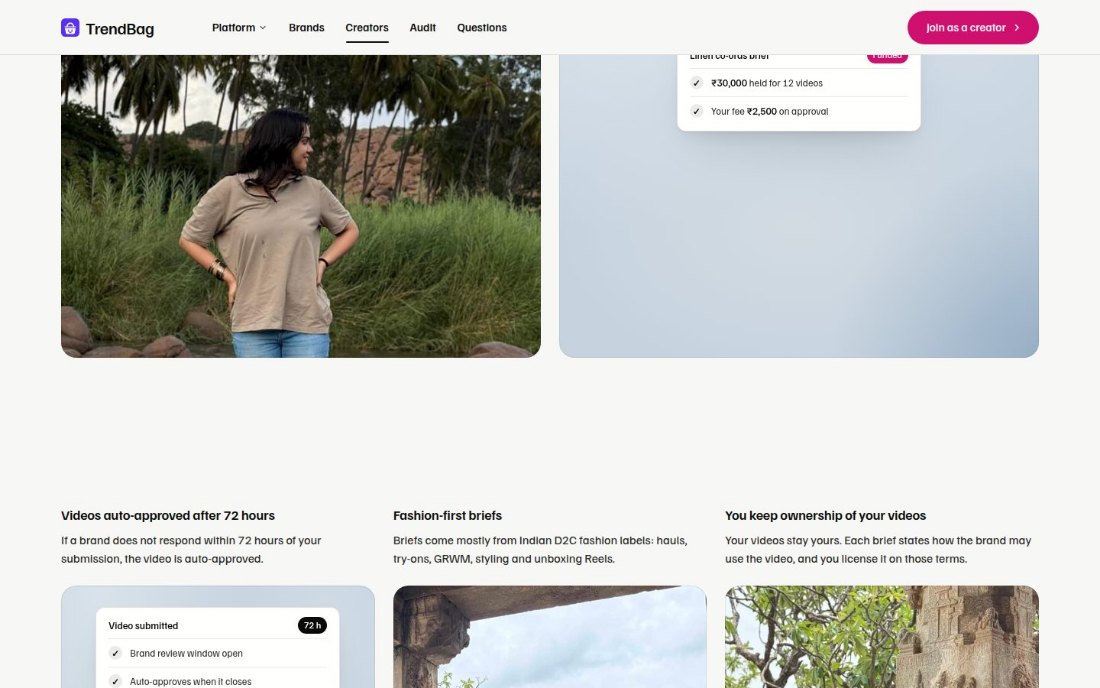 TrendBag
Platform
Brands
Creators
Audit
Questions
Join as a creator
Linen co-ords brief
Funded
✓ ₹30,000 held for 12 videos
✓ Your fee ₹2,500 on approval
Videos auto-approved after 72 hours
If a brand does not respond within 72 hours of your
submission, the video is auto-approved.
Fashion-first briefs
Briefs come mostly from Indian D2C fashion labels: hauls,
try-ons, GRWM, styling and unboxing Reels.
You keep ownership of your videos
Your videos stay yours. Each brief states how the brand may
use the video, and you license it on those terms.
Video submitted
72 h
✓ Brand review window open
✓ Auto-approves when it closes